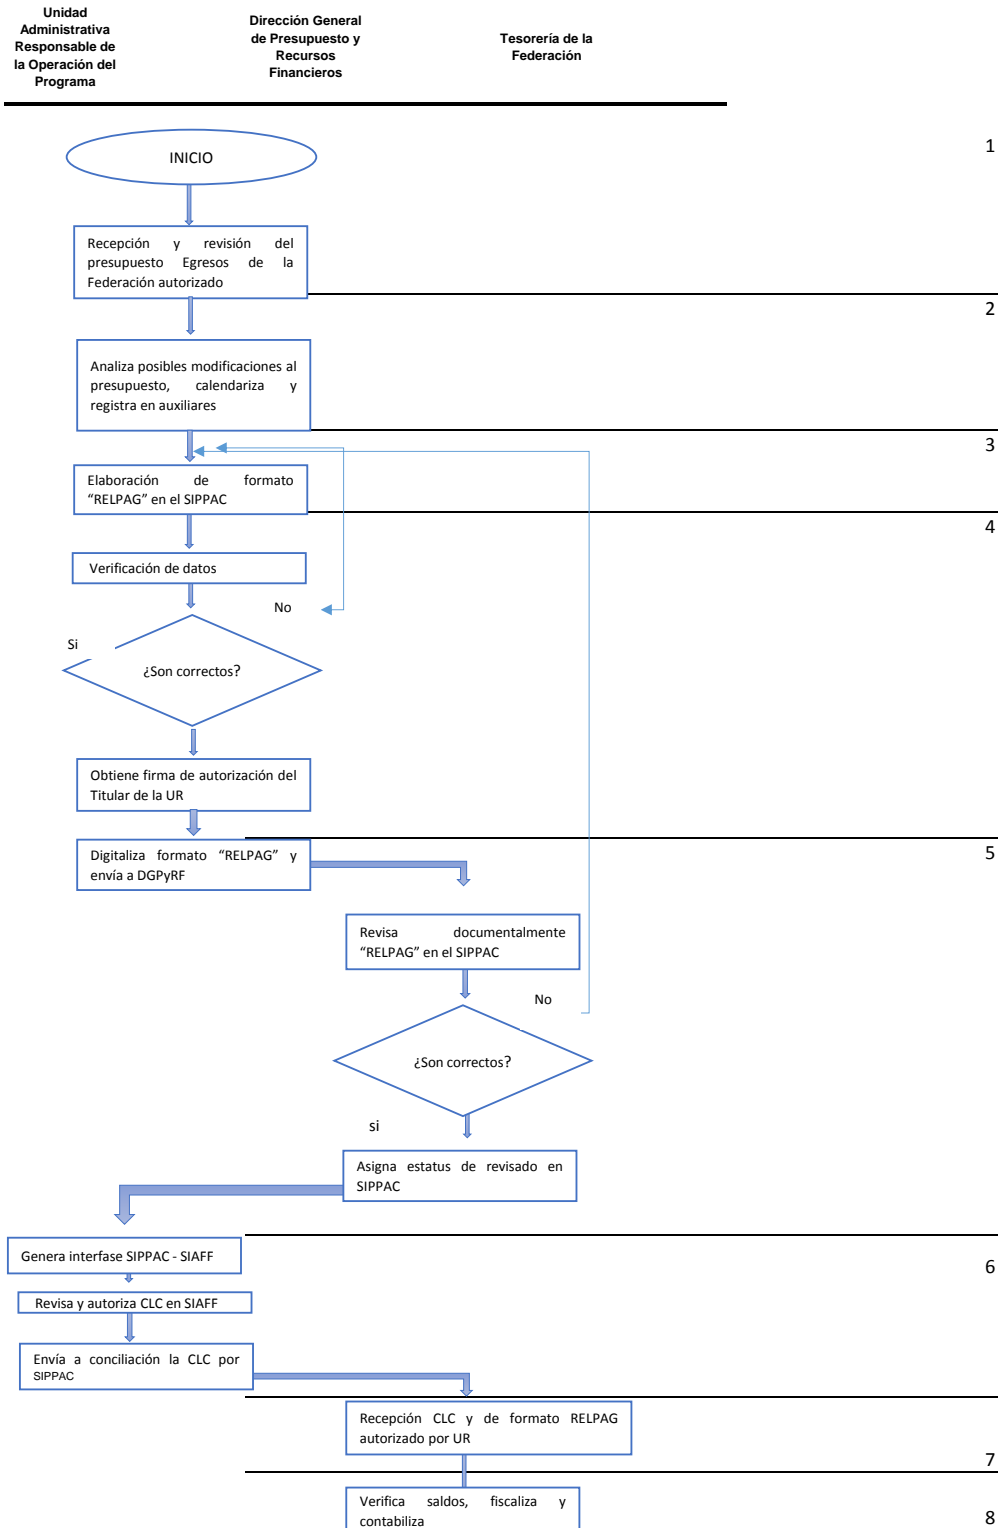 Unidad
Administrativa
Responsable de
la Operación del
Programa
Dirección General
de Presupuesto y
Recursos
Financieros
Tesorería de la
Federación
INICIO
1
Recepción y revisión del
presupuesto Egresos de la
Federación autorizado
2
Analiza posibles modificaciones al
presupuesto, calendariza y
registra en auxiliares
3
Elaboración de formato
“RELPAG” en el SIPPAC
4
Verificación de datos
No
Si
¿Son correctos?
Obtiene firma de autorización del
Titular de la UR
5
Digitaliza formato “RELPAG” y
envía a DGPyRF
Revisa documentalmente
“RELPAG” en el SIPPAC
No
¿Son correctos?
si
Asigna estatus de revisado en
SIPPAC
Genera interfase SIPPAC - SIAFF
6
Revisa y autoriza CLC en SIAFF
Envía a conciliación la CLC por
SIPPAC
Recepción CLC y de formato RELPAG
autorizado por UR
7
Verifica saldos, fiscaliza y
contabiliza
8